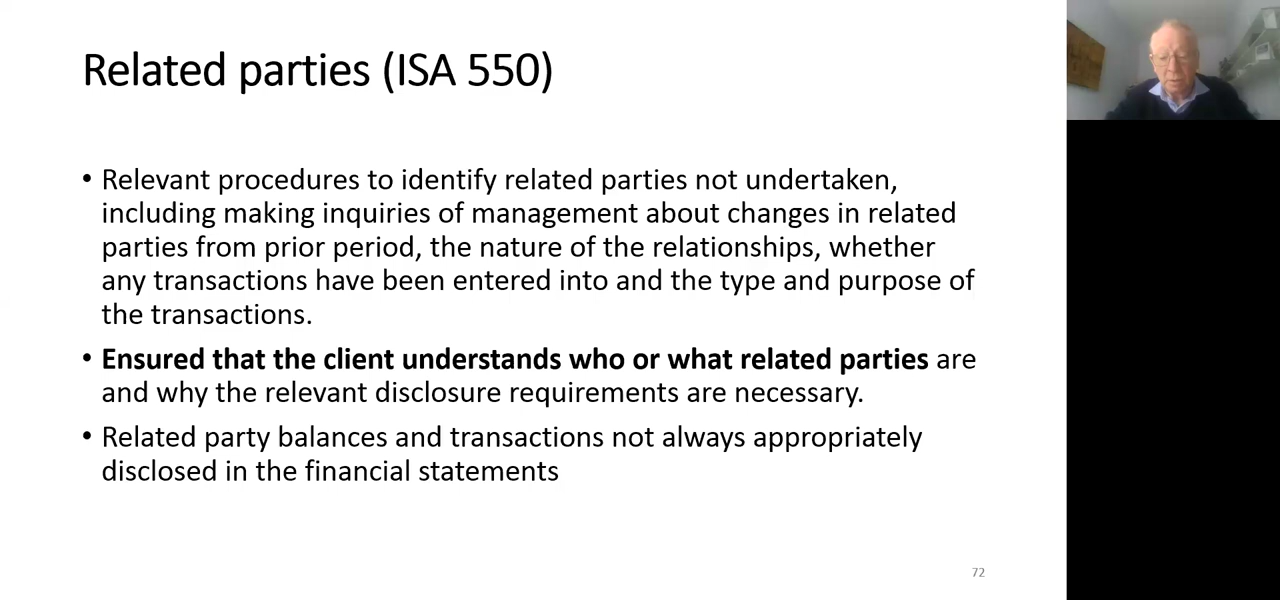 Related parties (ISA 550)
• Relevant procedures to identify related parties not undertaken,
including making inquiries of management about changes in related
parties from prior period, the nature of the relationships, whether
any transactions have been entered into and the type and purpose of
the transactions.
• Ensured that the client understands who or what related parties are
and why the relevant disclosure requirements are necessary.
• Related party balances and transactions not always appropriately
disclosed in the financial statements
72